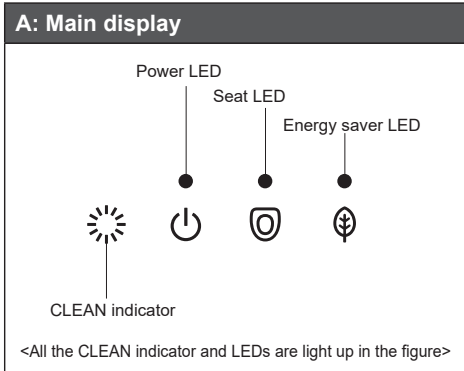 A: Main display
Power LED
Seat LED
Energy saver LED
CLEAN indicator
<All the CLEAN indicator and LEDs are light up in the figure>